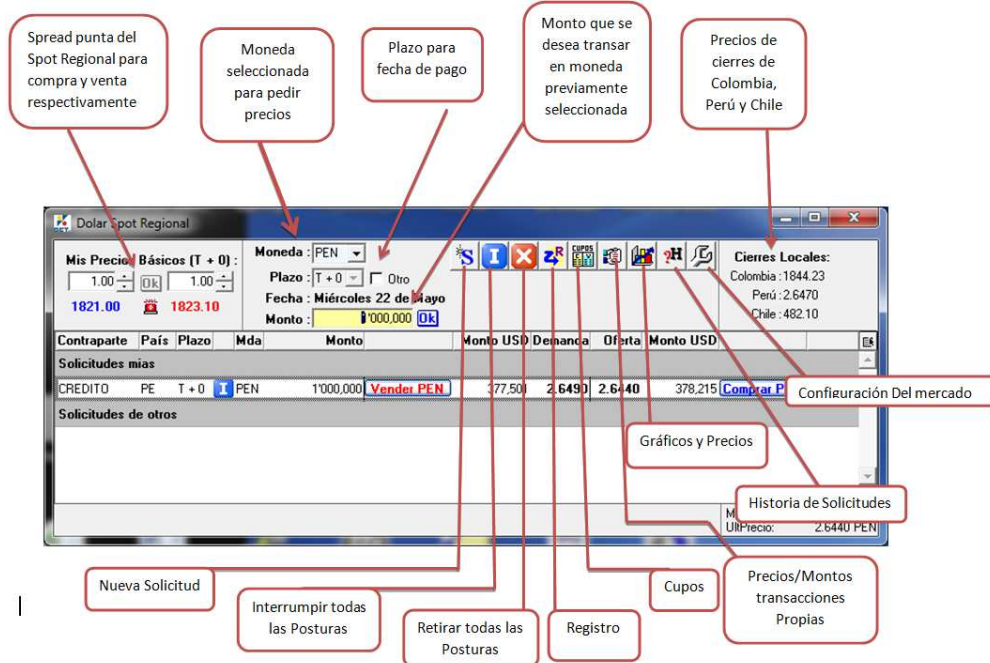 Spread punta del
Spot Regional para
compra y venta
respectivamente
Moneda
seleccionada
para pedir
precios
Plazo para
fecha de pago
Monto que se
desea transar
en moneda
previamente
seleccionada
Precios de
cierres de
Colombia,
Perú y Chile
Dolar Spot Regional
Mis Precios Básicos (T + 0) :
1.00 Ok 1.00
1821.00 1823.10
Moneda : PEN
Plazo : T + 0 Otro
Fecha : Miércoles 22 de Mayo
Monto : 1'000,000 Ok
S I X R CUPOS ?H
Cierres Locales:
Colombia : 1844.23
Perú : 2.6470
Chile : 482.10
Contraparte País Plazo Mda Monto Monto USD Demanda Oferta Monto USD
Solicitudes mias
CREDITO PE T + 0 I PEN 1'000,000 Vender PEN 377,501 2.6490 2.6440 378,215 Comprar P
Solicitudes de otros
Configuración Del mercado
Gráficos y Precios
Historia de Solicitudes
UltPrecio: 2.6440 PEN
Nueva Solicitud
Interrumpir todas
las Posturas
Retirar todas las
Posturas
Registro
Cupos
Precios/Montos
transacciones
Propias